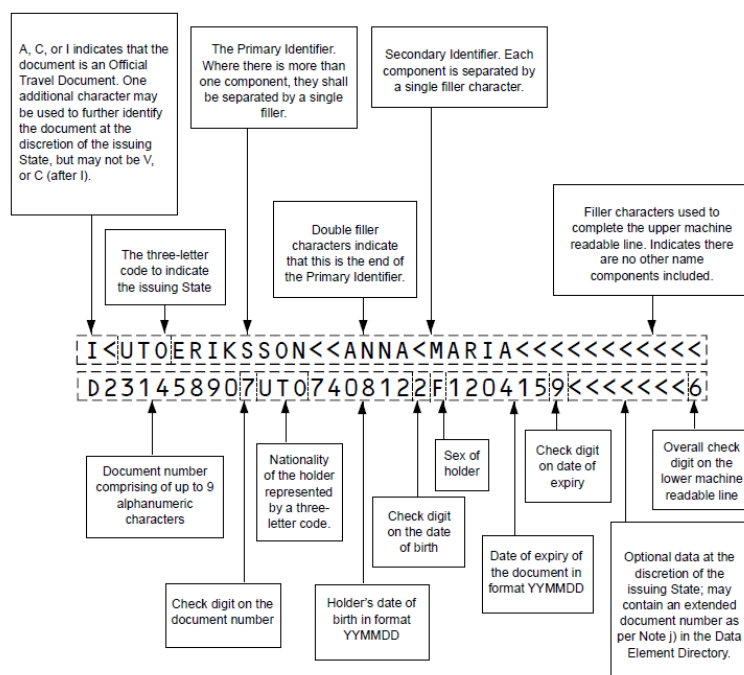 A, C, or I indicates that the
document is an Official
Travel Document. One
additional character may
be used to further identify
the document at the
discretion of the issuing
State, but may not be V,
or C (after I).
The Primary Identifier.
Where there is more than
one component, they shall
be separated by a single
filler.
Secondary Identifier. Each
component is separated by
a single filler character.
The three-letter
code to indicate
the issuing State
Double filler
characters indicate
that this is the end of
the Primary Identifier.
Filler characters used to
complete the upper machine
readable line. Indicates there
are no other name
components included.
I<UTOERIKSSON<<ANNA<MARIA<<<<<<<<<<<
D231458907UTO7408122F1204159<<<<<<<6
Document number
comprising of up to 9
alphanumeric
characters
Nationality
of the holder
represented
by a three-
letter code.
Sex of
holder
Check digit
on date of
expiry
Overall check
digit on the
lower machine
readable line
Check digit
on the date
of birth
Check digit on the
document number
Holder's date of
birth in format
YYMMDD
Date of expiry of
the document in
format YYMMDD
Optional data at the
discretion of the
issuing State; may
contain an extended
document number as
per Note j) in the Data
Element Directory.